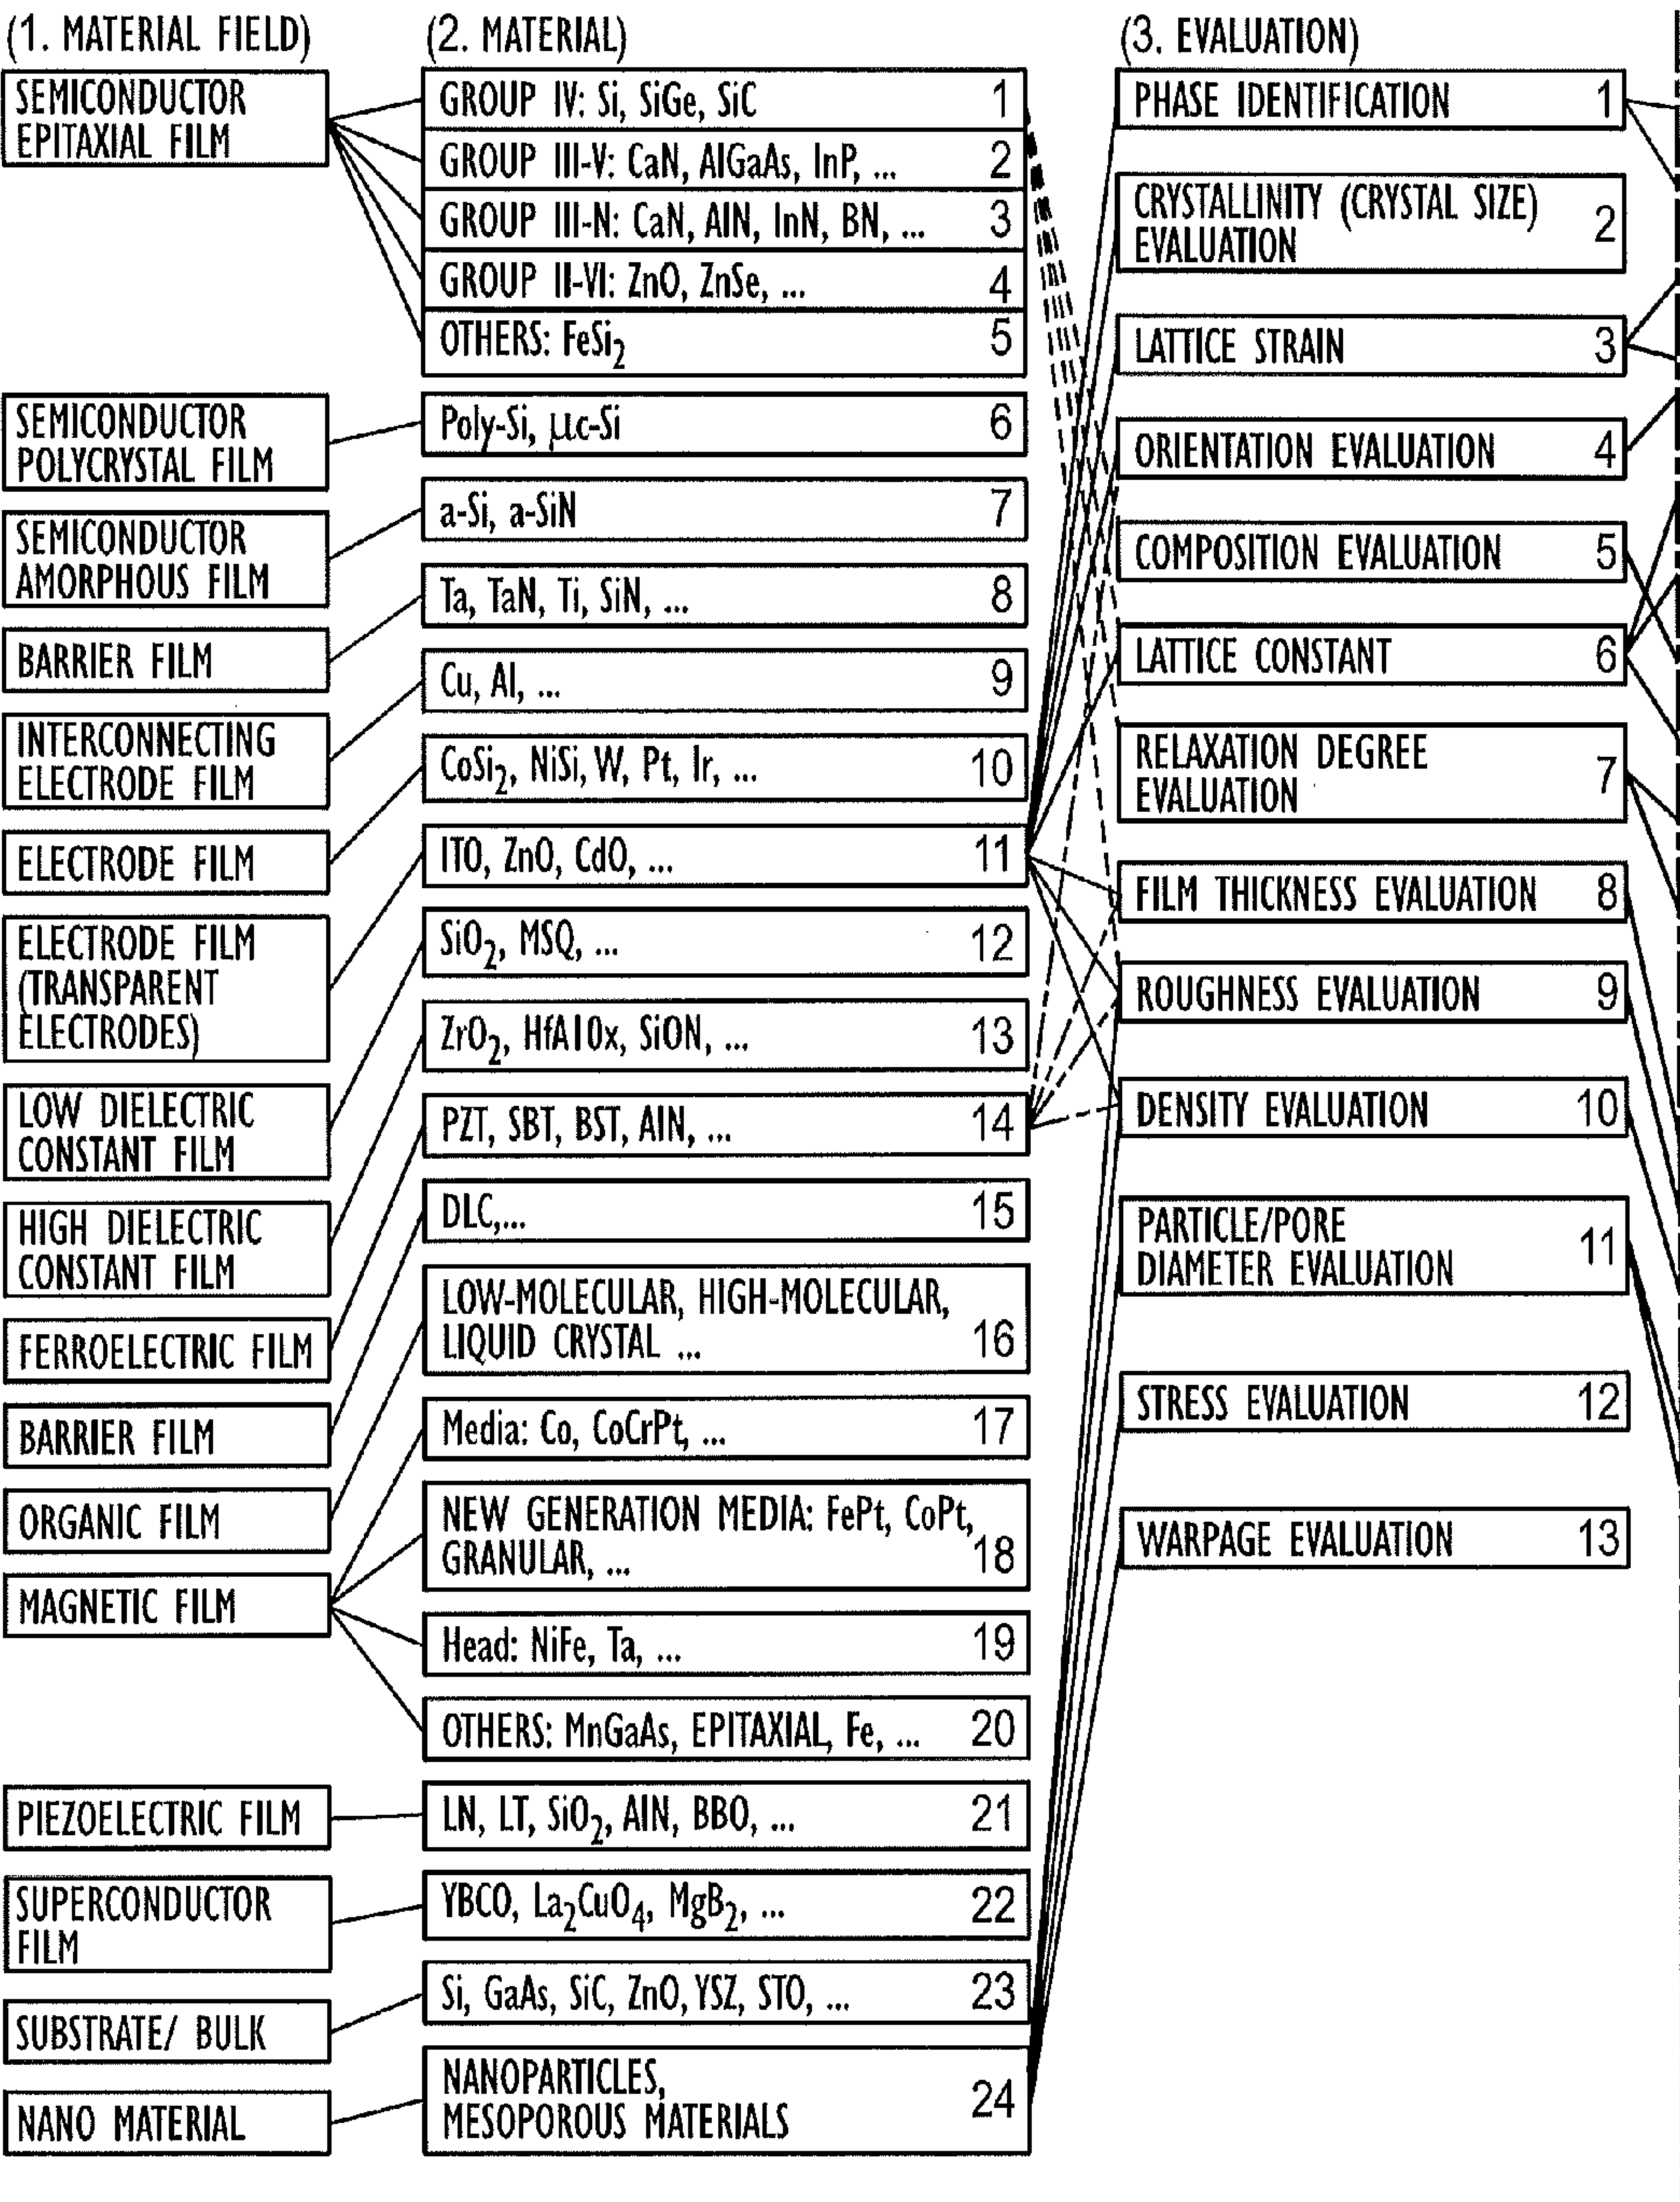 (1. MATERIAL FIELD)
SEMICONDUCTOR
EPITAXIAL FILM
SEMICONDUCTOR
POLYCRYSTAL FILM
SEMICONDUCTOR
AMORPHOUS FILM
BARRIER FILM
INTERCONNECTING
ELECTRODE FILM
ELECTRODE FILM
ELECTRODE FILM
(TRANSPARENT
ELECTRODES)
LOW DIELECTRIC
CONSTANT FILM
HIGH DIELECTRIC
CONSTANT FILM
FERROELECTRIC FILM
BARRIER FILM
ORGANIC FILM
MAGNETIC FILM
PIEZOELECTRIC FILM
SUPERCONDUCTOR
FILM
SUBSTRATE/ BULK
NANO MATERIAL
(2. MATERIAL)
GROUP IV: Si, SiGe, SiC 1
GROUP III-V: CaN, AlGaAs, InP, ... 2
GROUP III-N: CaN, AlN, InN, BN, ... 3
GROUP II-VI: ZnO, ZnSe, ... 4
OTHERS: FeSi2 5
Poly-Si, μc-Si 6
a-Si, a-SiN 7
Ta, TaN, Ti, SiN, ... 8
Cu, Al, ... 9
CoSi2, NiSi, W, Pt, Ir, ... 10
ITO, ZnO, CdO, ... 11
SiO2, MSQ, ... 12
ZrO2, HfAlOx, SiON, ... 13
PZT, SBT, BST, AlN, ... 14
DLC,... 15
LOW-MOLECULAR, HIGH-MOLECULAR,
LIQUID CRYSTAL ... 16
Media: Co, CoCrPt, ... 17
NEW GENERATION MEDIA: FePt, CoPt,
GRANULAR, ... 18
Head: NiFe, Ta, ... 19
OTHERS: MnGaAs, EPITAXIAL, Fe, ... 20
LN, LT, SiO2, AlN, BBO, ... 21
YBCO, La2CuO4, MgB2, ... 22
Si, GaAs, SiC, ZnO, YSZ, STO, ... 23
NANOPARTICLES,
MESOPOROUS MATERIALS 24
(3. EVALUATION)
PHASE IDENTIFICATION 1
CRYSTALLINITY (CRYSTAL SIZE)
EVALUATION 2
LATTICE STRAIN 3
ORIENTATION EVALUATION 4
COMPOSITION EVALUATION 5
LATTICE CONSTANT 6
RELAXATION DEGREE
EVALUATION 7
FILM THICKNESS EVALUATION 8
ROUGHNESS EVALUATION 9
DENSITY EVALUATION 10
PARTICLE/PORE
DIAMETER EVALUATION 11
STRESS EVALUATION 12
WARPAGE EVALUATION 13